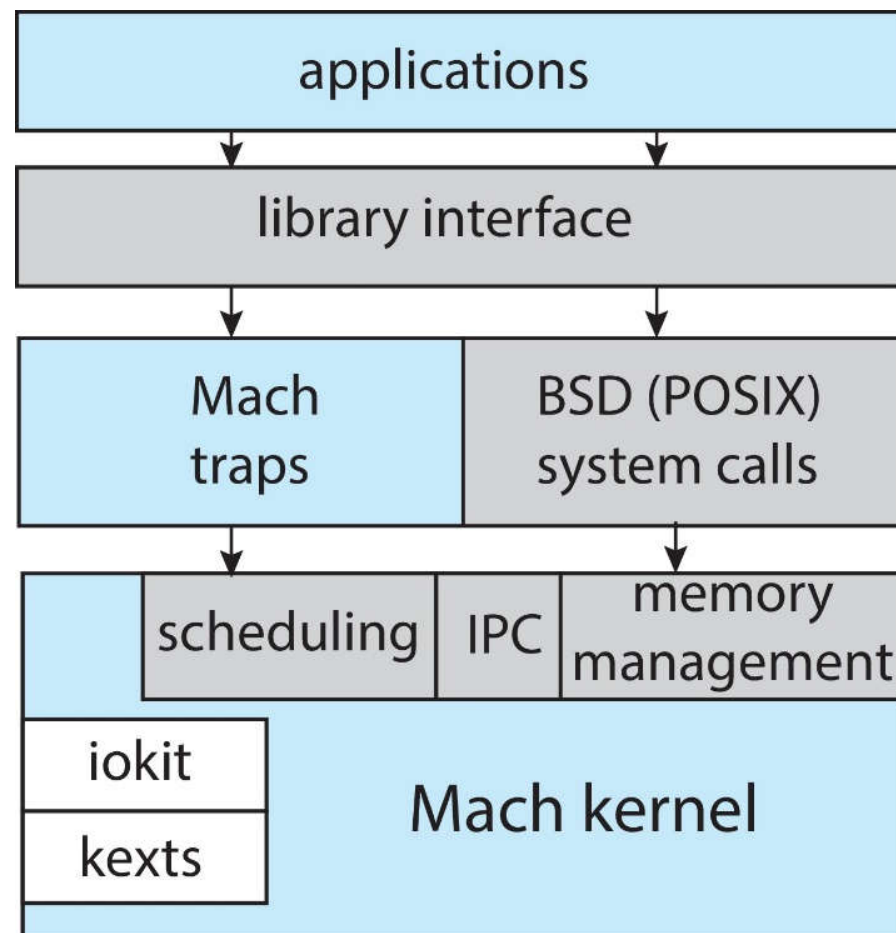 applications
library interface
Mach
traps
BSD (POSIX)
system calls
scheduling
IPC
memory
management
iokit
kexts
Mach kernel